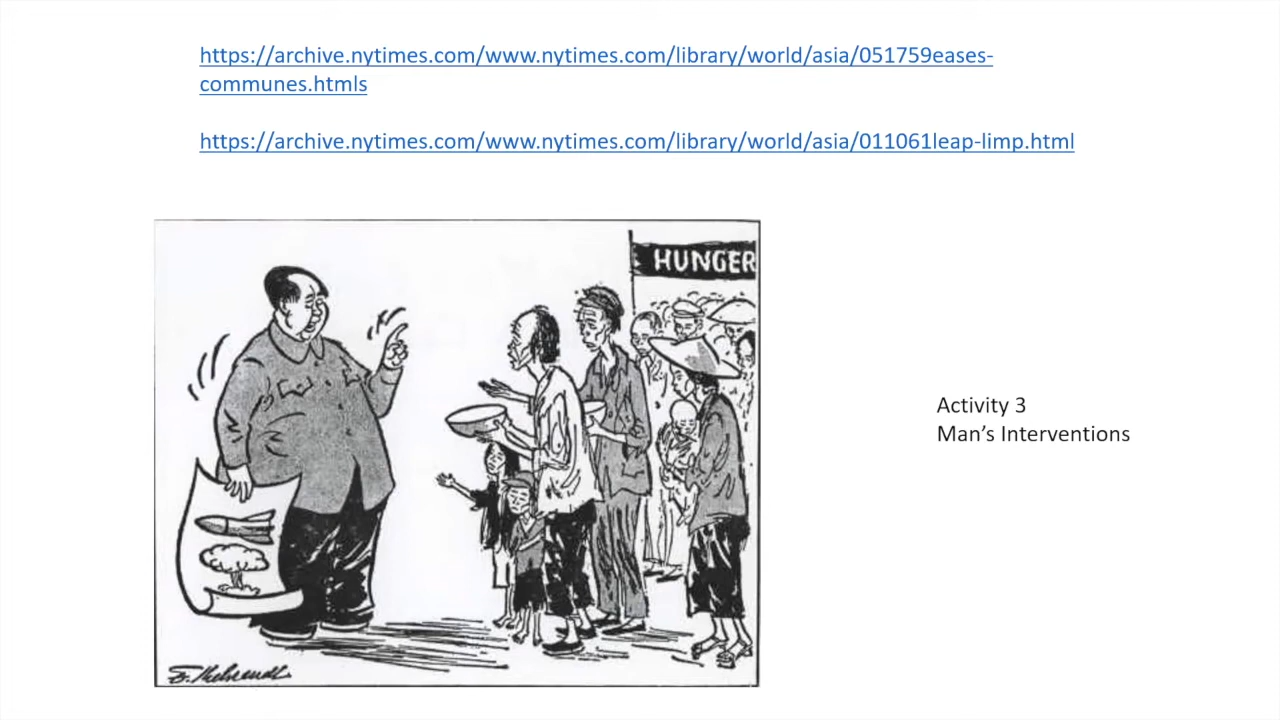 https://archive.nytimes.com/www.nytimes.com/library/world/asia/051759eases-
communes.htmls
https://archive.nytimes.com/www.nytimes.com/library/world/asia/011061leap-limp.html
HUNGER
Activity 3
Man’s Interventions